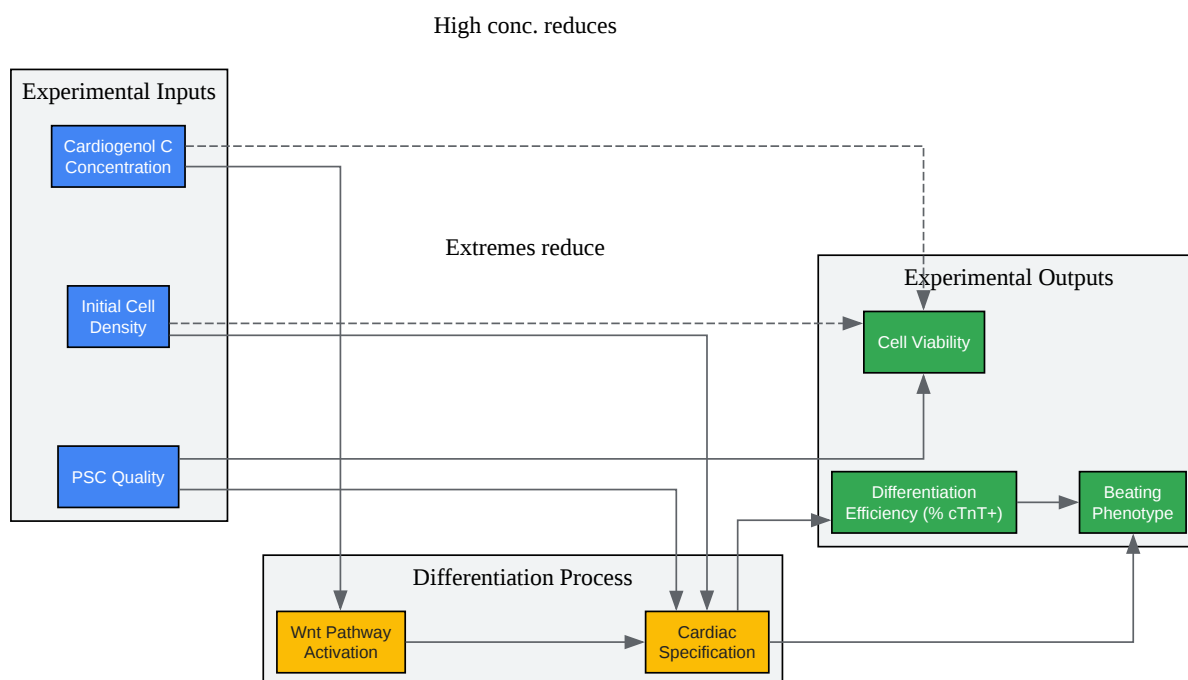 High conc. reduces
Experimental Inputs
Cardiogenol C
Concentration
Extremes reduce
Experimental Outputs
Initial Cell
Density
Cell Viability
PSC Quality
Differentiation
Efficiency (% cTnT+)
Beating
Phenotype
Differentiation Process
Wnt Pathway
Activation
Cardiac
Specification